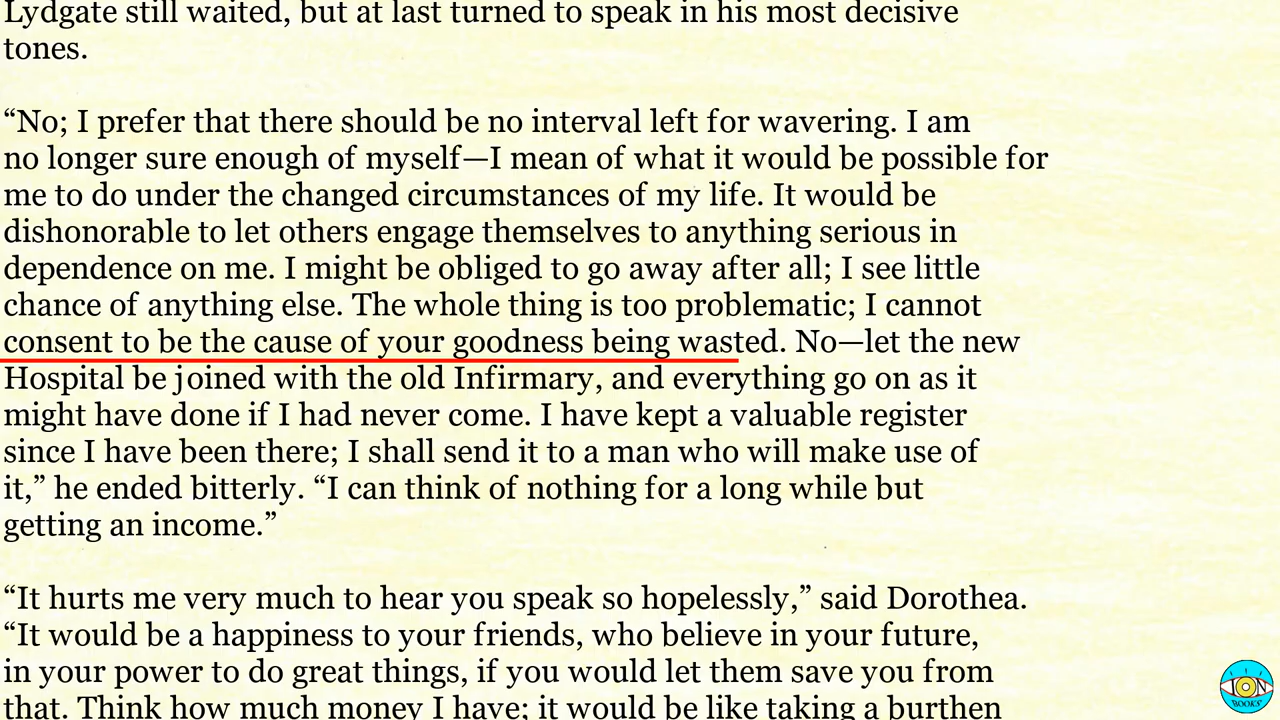 Lydgate still waited, but at last turned to speak in his most decisive
tones.
“No; I prefer that there should be no interval left for wavering. I am
no longer sure enough of myself—I mean of what it would be possible for
me to do under the changed circumstances of my life. It would be
dishonorable to let others engage themselves to anything serious in
dependence on me. I might be obliged to go away after all; I see little
chance of anything else. The whole thing is too problematic; I cannot
consent to be the cause of your goodness being wasted. No—let the new
Hospital be joined with the old Infirmary, and everything go on as it
might have done if I had never come. I have kept a valuable register
since I have been there; I shall send it to a man who will make use of
it,” he ended bitterly. “I can think of nothing for a long while but
getting an income.”
“It hurts me very much to hear you speak so hopelessly,” said Dorothea.
“It would be a happiness to your friends, who believe in your future,
in your power to do great things, if you would let them save you from
that. Think how much money I have; it would be like taking a burthen
ION
BOOKS